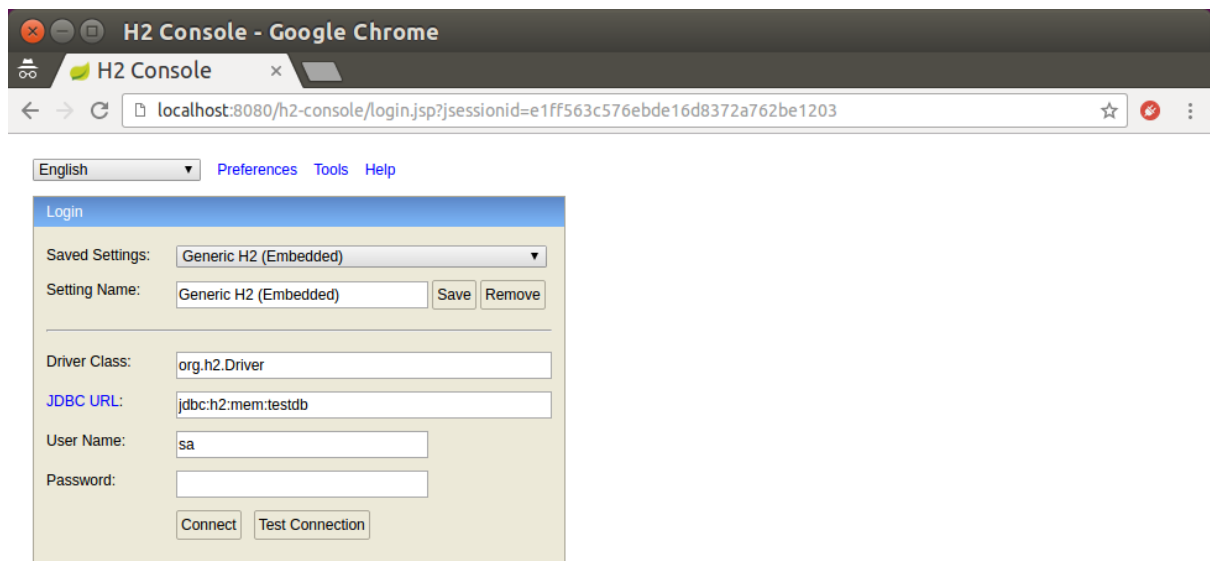 H2 Console - Google Chrome
H2 Console
localhost:8080/h2-console/login.jsp?jsessionid=e1ff563c576ebde16d8372a762be1203
English Preferences Tools Help
Login
Saved Settings: Generic H2 (Embedded)
Setting Name: Generic H2 (Embedded) Save Remove
Driver Class: org.h2.Driver
JDBC URL: jdbc:h2:mem:testdb
User Name: sa
Password:
Connect Test Connection